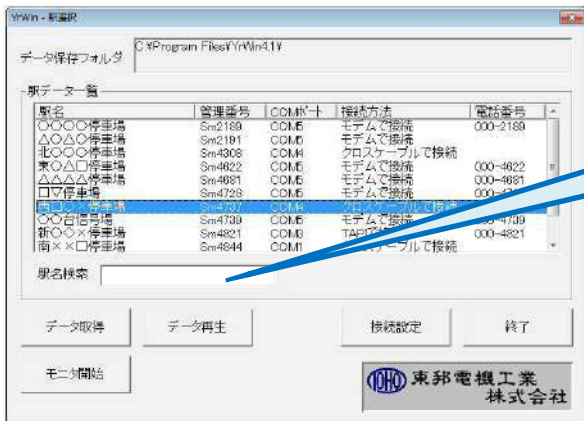 YrWin - 駅選択
データ保存フォルダ C:¥Program Files¥YrWin4.1¥
駅データ一覧
駅名 管理番号 COMポート 接続方法 電話番号
○○○○停車場 Sm2189 COM5 モデムで接続 000-2189
△○△○停車場 Sm2191 COM5 モデムで接続
北○○○停車場 Sm4308 COM4 クロスケーブルで接続
東○△□停車場 Sm4622 COM5 モデムで接続 000-4622
△△△△停車場 Sm4681 COM5 モデムで接続 000-4681
□▽停車場 Sm4728 COM5 モデムで接続
西□○×停車場 Sm4737 COM4 クロスケーブルで接続
○○台信号場 Sm4739 COM5 モデムで接続 000-4739
新○○×停車場 Sm4821 COM3 000-4821
南××□停車場 Sm4844 COM1
駅名検索
データ取得 データ再生 接続設定 終了
モニタ開始
TOHO 東邦電機工業
株式会社